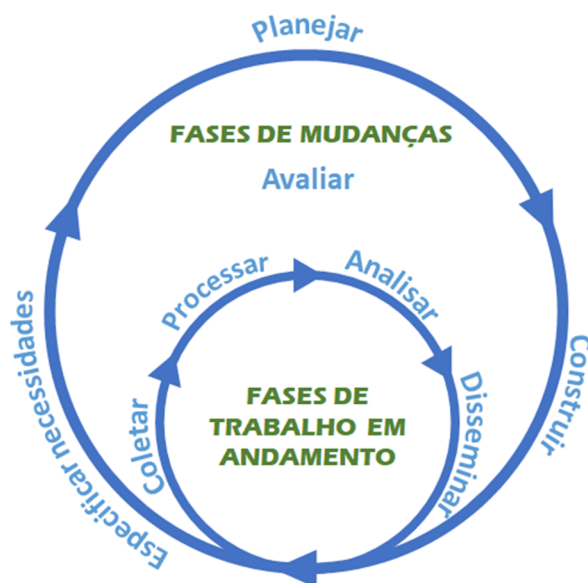 Planejar
FASES DE MUDANÇAS
Avaliar
Processar
Analisar
Especificar necessidades
Coletar
FASES DE
TRABALHO EM
ANDAMENTO
Disseminar
Construir